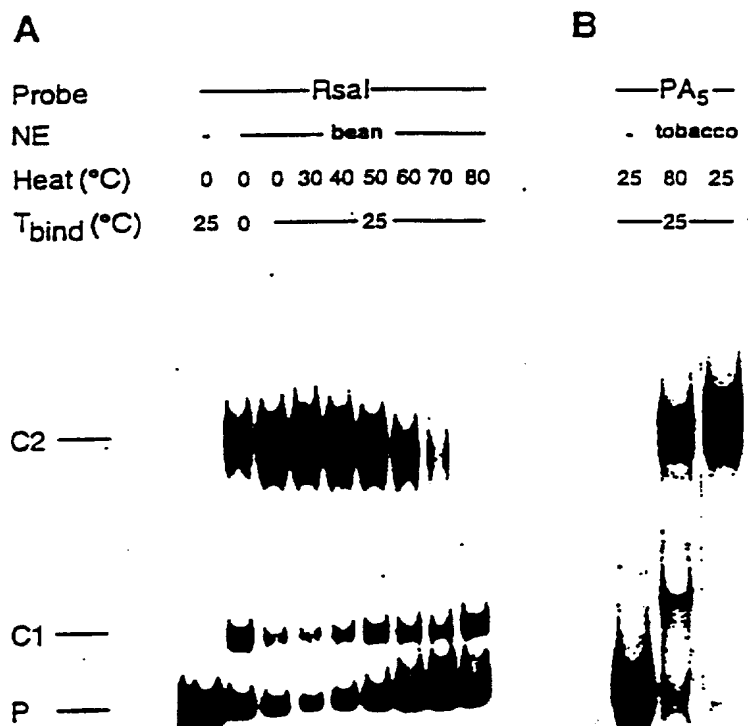 A
B
Probe RsaI PA5
NE - bean - tobacco
Heat (°C) 0 0 0 30 40 50 60 70 80 25 80 25
Tbind (°C) 25 0 25 25
C2
C1
P